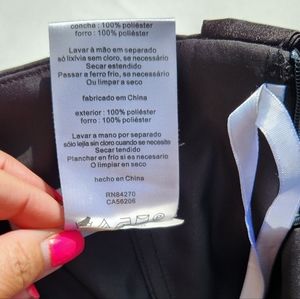 concha : 100% poliéster
forro : 100% poliéster
Lavar à mão em separado
só lixívia sem cloro, se necessário
Secar estendido
Passar a ferro frio, se necessário
Ou limpar a seco
fabricado em China
exterior : 100% poliéster
forro : 100% poliéster
Lavar a mano por separado
sólo lejía sin cloro cuando se necesite
Secar tendido
Planchar en frío si es necesario
O limpiar en seco
hecho en China
RN84270
CA56206